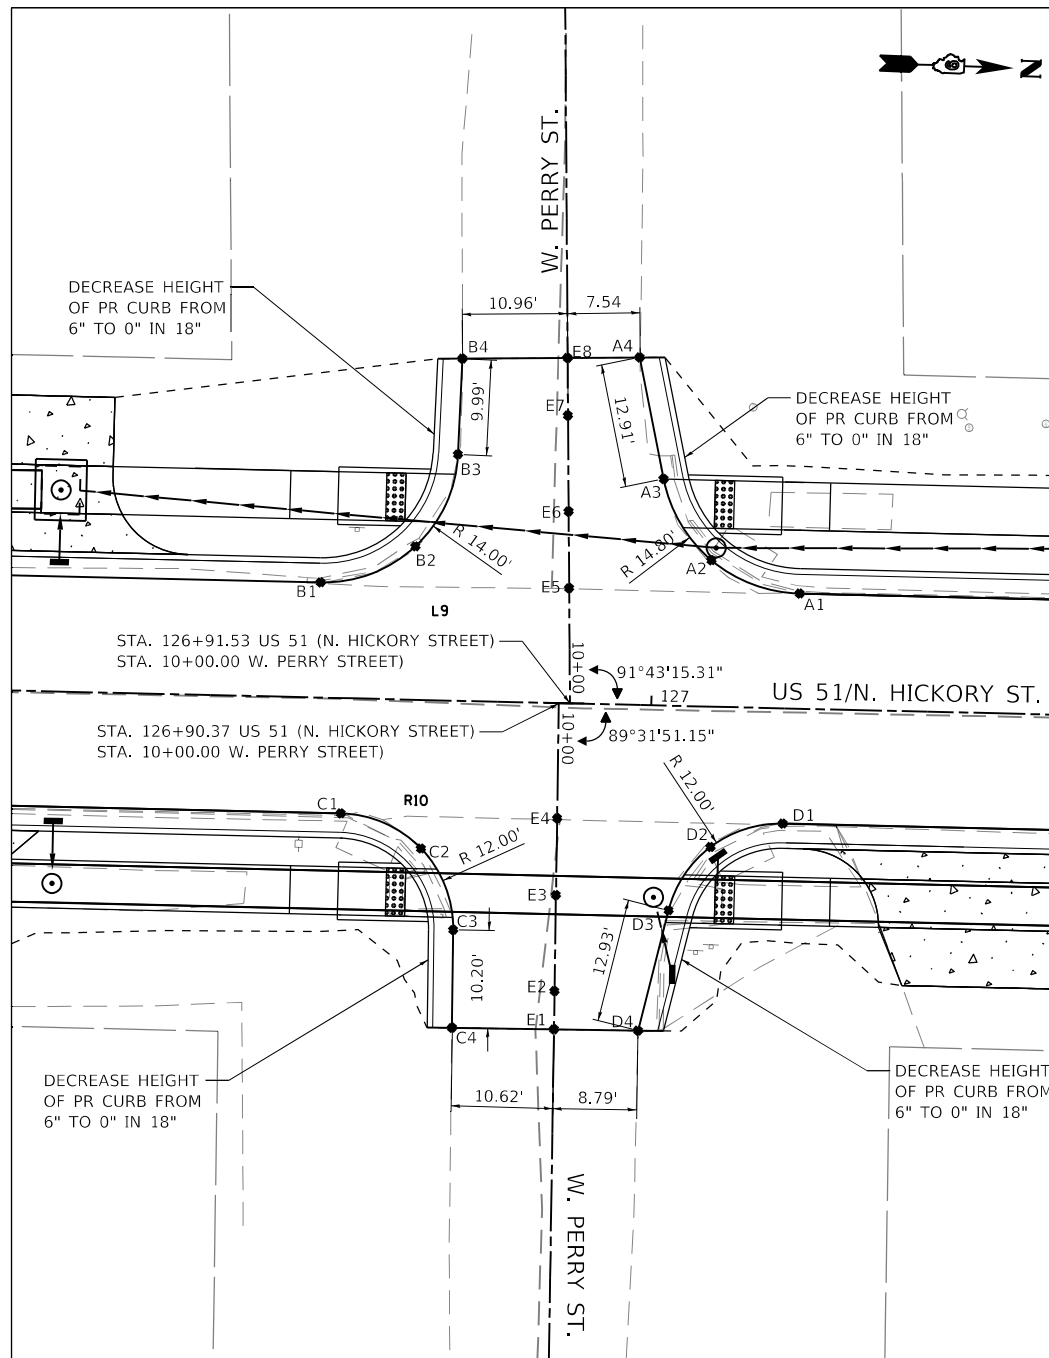 W. PERRY ST.
N
DECREASE HEIGHT
OF PR CURB FROM
6" TO 0" IN 18"
10.96'
7.54
B4
E8
A4
9.99'
E7
12.91'
DECREASE HEIGHT
OF PR CURB FROM
6" TO 0" IN 18"
B3
A3
E6
R 14.00'
R 14.80'
B2
A2
B1
E5
A1
L9
STA. 126+91.53 US 51 (N. HICKORY STREET)
STA. 10+00.00 W. PERRY STREET)
10+00
91°43'15.31"
127
US 51/N. HICKORY ST.
STA. 126+90.37 US 51 (N. HICKORY STREET)
STA. 10+00.00 W. PERRY STREET)
10+00
89°31'51.15"
C1
R10
R 12.00'
D1
E4
D2
C2
R 12.00'
E3
C3
D3
10.20'
12.93'
E2
E1
C4
D4
DECREASE HEIGHT
OF PR CURB FROM
6" TO 0" IN 18"
10.62'
8.79'
DECREASE HEIGHT
OF PR CURB FROM
6" TO 0" IN 18"
W. PERRY ST.